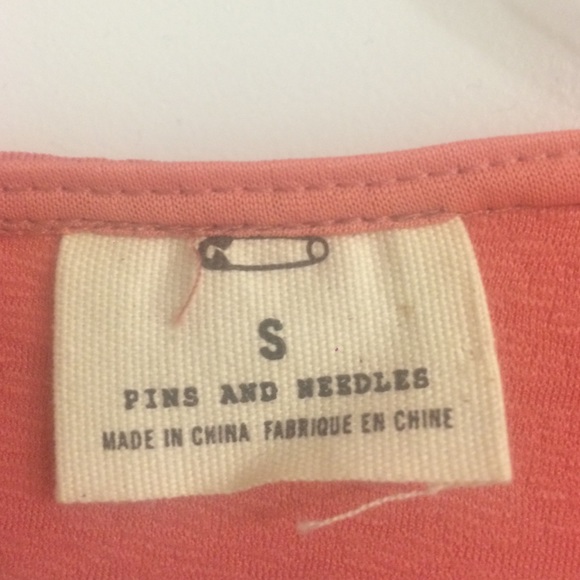 S
PINS AND NEEDLES
MADE IN CHINA FABRIQUE EN CHINE